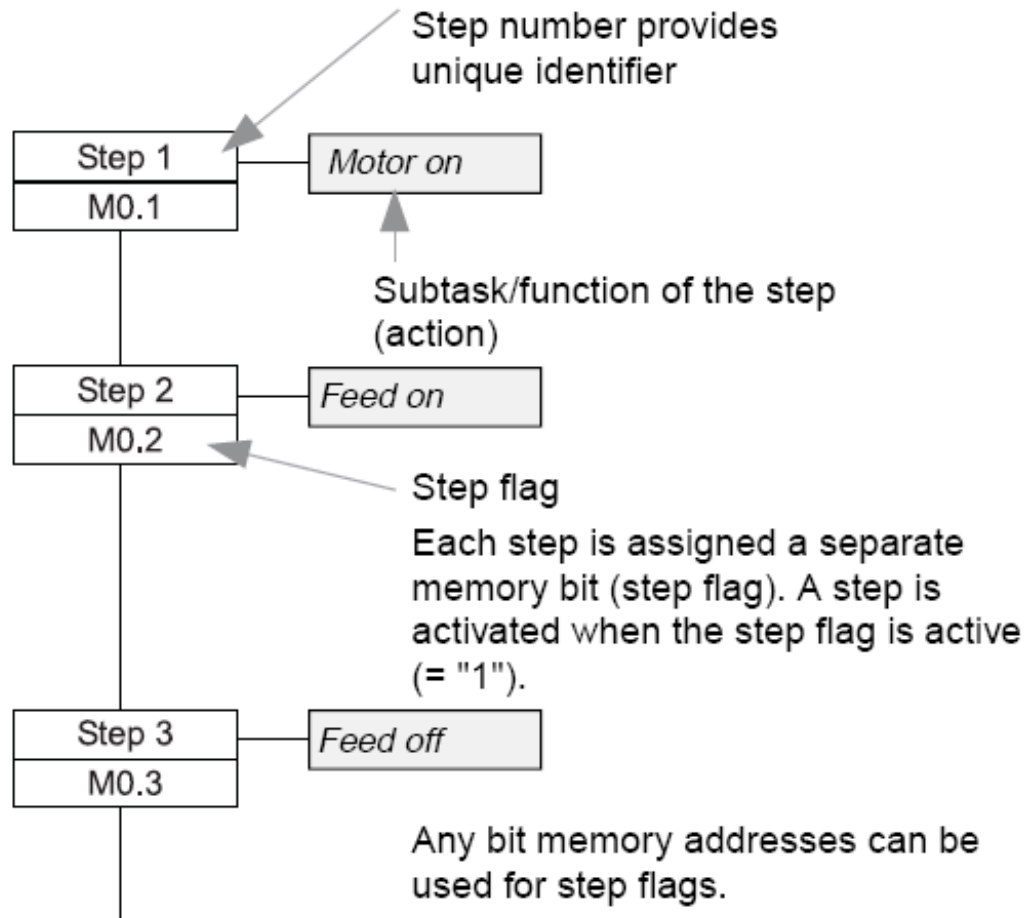 Step number provides
unique identifier
Step 1
Motor on
M0.1
Subtask/function of the step
(action)
Step 2
Feed on
M0.2
Step flag
Each step is assigned a separate
memory bit (step flag). A step is
activated when the step flag is active
(= "1").
Step 3
Feed off
M0.3
Any bit memory addresses can be
used for step flags.